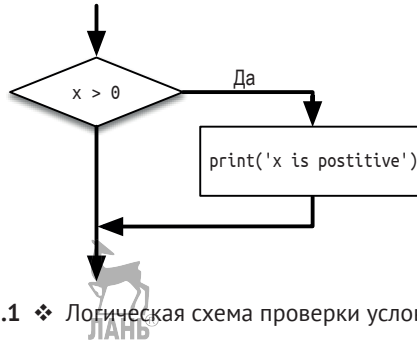 Да
x > 0
print('x is postitive')
.1 ❖ Логическая схема проверки услов
ЛАНЬ®